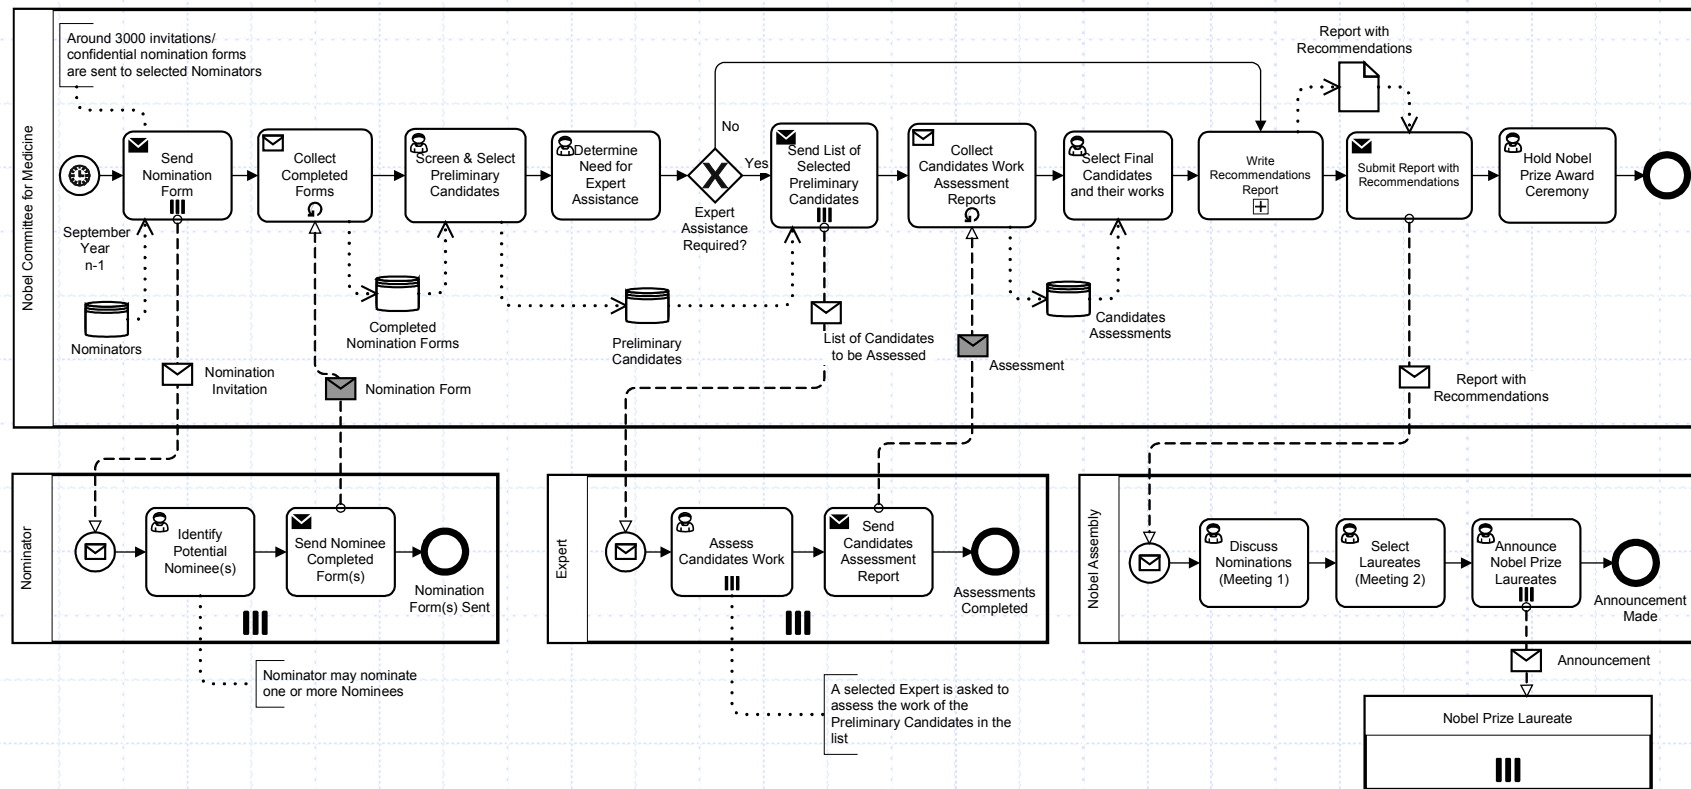 Nobel Committee for Medicine
Around 3000 invitations/
confidential nomination forms
are sent to selected Nominators
September
Year
n-1
Nominators
Send
Nomination
Form
Nomination
Invitation
Collect
Completed
Forms
Completed
Nomination Forms
Nomination Form
Screen & Select
Preliminary
Candidates
Preliminary
Candidates
Determine
Need for
Expert
Assistance
No
Yes
Expert
Assistance
Required?
Send List of
Selected
Preliminary
Candidates
List of Candidates
to be Assessed
Collect
Candidates Work
Assessment
Reports
Assessment
Candidates
Assessments
Select Final
Candidates
and their works
Write
Recommendations
Report
Report with
Recommendations
Submit Report with
Recommendations
Report with
Recommendations
Hold Nobel
Prize Award
Ceremony
Nominator
Identify
Potential
Nominee(s)
Send Nominee
Completed
Form(s)
Nomination
Form(s) Sent
Nominator may nominate
one or more Nominees
Expert
Assess
Candidates Work
Send
Candidates
Assessment
Report
Assessments
Completed
A selected Expert is asked to
assess the work of the
Preliminary Candidates in the
list
Nobel Assembly
Discuss
Nominations
(Meeting 1)
Select
Laureates
(Meeting 2)
Announce
Nobel Prize
Laureates
Announcement
Made
Announcement
Nobel Prize Laureate